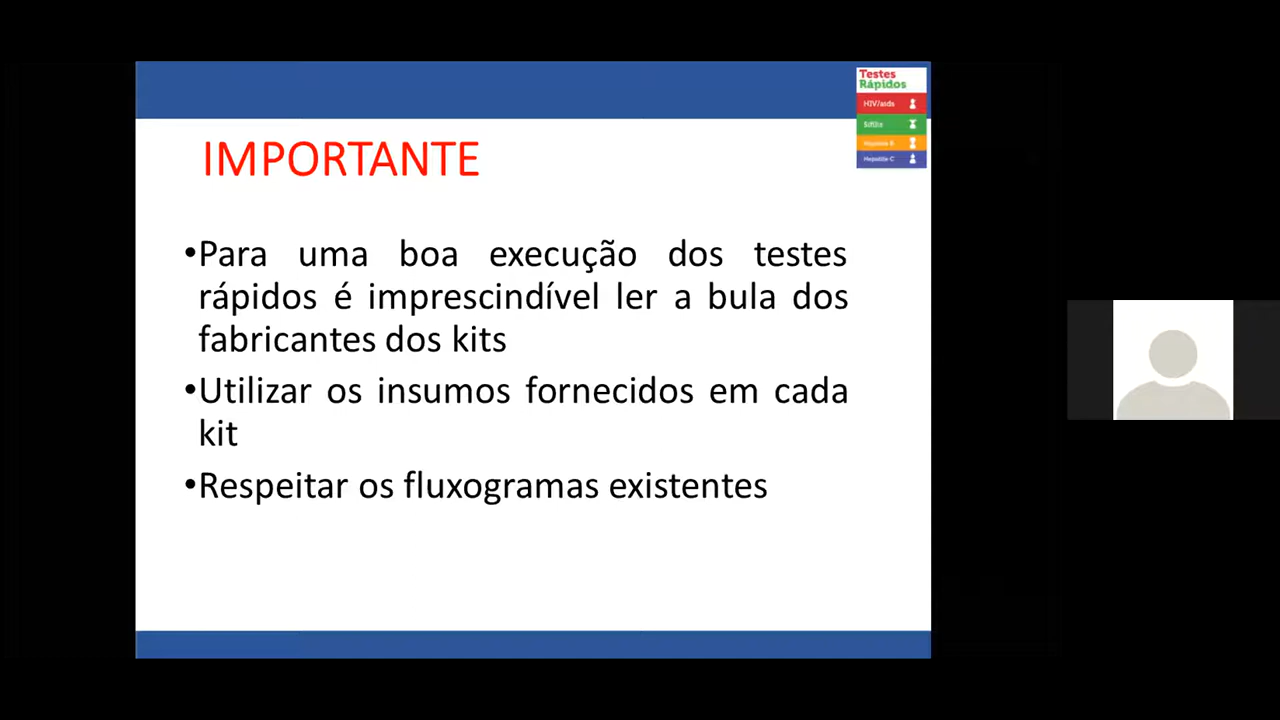 Testes
Rápidos
HIV/aids
Sífilis
Hepatite B
Hepatite C
IMPORTANTE
•Para uma boa execução dos testes
rápidos é imprescindível ler a bula dos
fabricantes dos kits
•Utilizar os insumos fornecidos em cada
kit
•Respeitar os fluxogramas existentes